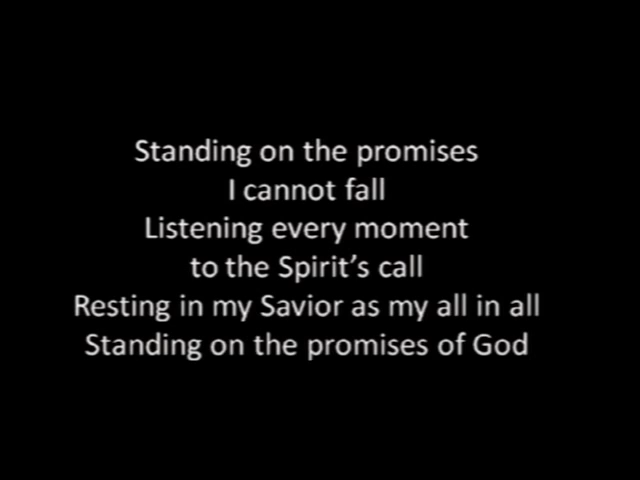 Standing on the promises
I cannot fall
Listening every moment
to the Spirit’s call
Resting in my Savior as my all in all
Standing on the promises of God